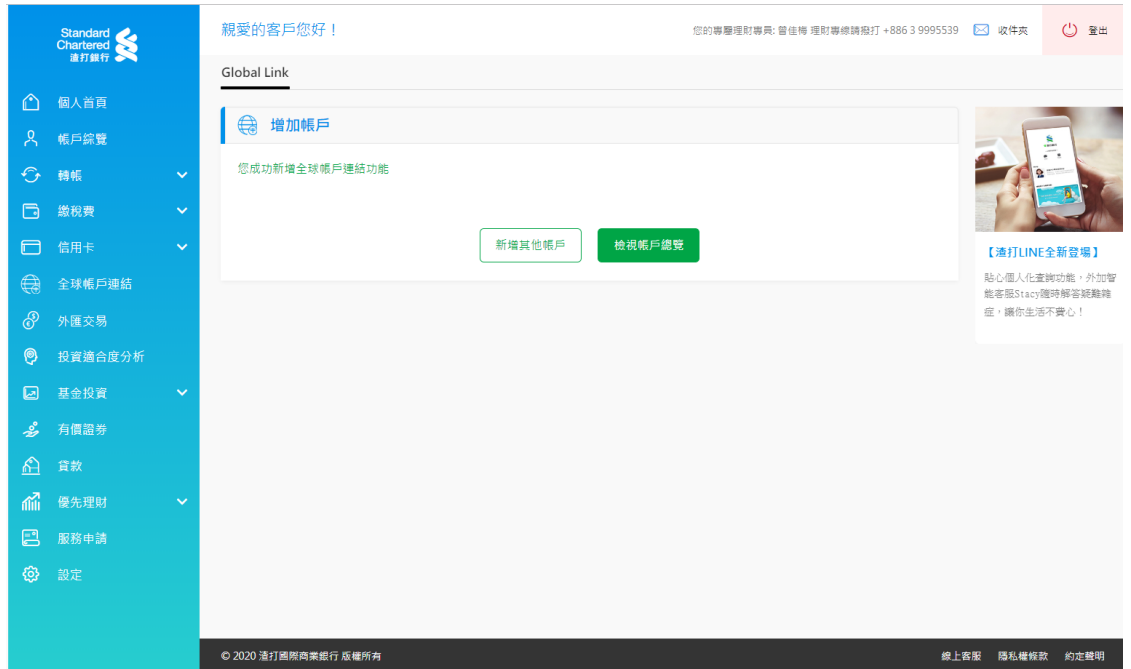 Standard
Chartered
渣打銀行
個人首頁
帳戶綜覽
轉帳
繳稅費
信用卡
全球帳戶連結
外匯交易
投資適合度分析
基金投資
有價證券
貸款
優先理財
服務申請
設定
親愛的客戶您好！
您的專屬理財專員: 曾佳梅 理財專線請撥打 +886 3 9995539
收件夾
登出
Global Link
增加帳戶
您成功新增全球帳戶連結功能
新增其他帳戶
檢視帳戶總覽
【渣打LINE全新登場】
貼心個人化查詢功能，外加智
能客服Stacy隨時解答疑難雜
症，讓你生活不費心！
© 2020 渣打國際商業銀行 版權所有
線上客服 隱私權條款 約定聲明